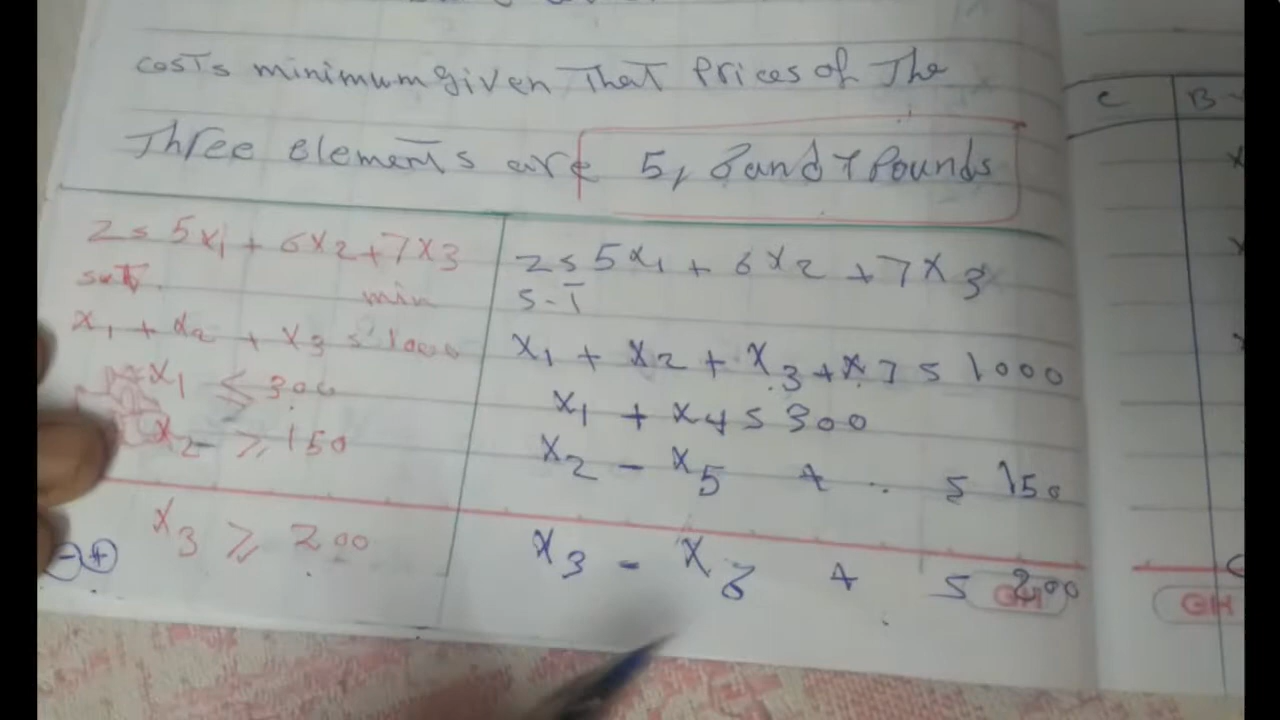 costs minimum given That Prices of The
Three elements are 5, 6 and 7 Pounds
Z = 5x1 + 6x2 + 7x3
min
x1 + x2 + x3 = 1000
x1 ≤ 300
x2 ≥ 150
x3 ≥ 200
- +
Z = 5x1 + 6x2 + 7x3
S.T
x1 + x2 + x3 + x7 = 1000
x1 + x4 = 300
x2 - x5 + = 150
x3 - x6 + = 200
GH
C
B
GH